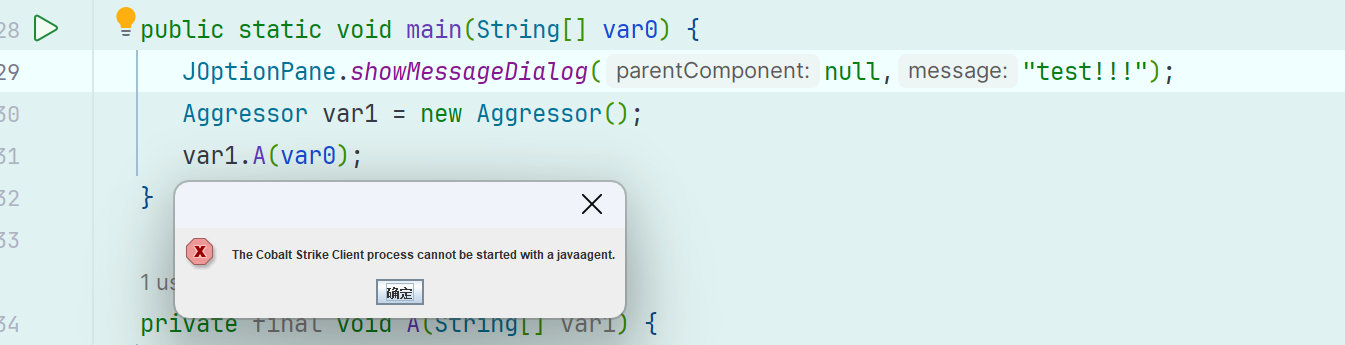 28 public static void main(String[] var0) {
29 JOptionPane.showMessageDialog( parentComponent: null, message: "test!!!");
30 Aggressor var1 = new Aggressor();
31 var1.A(var0);
32 }
33
The Cobalt Strike Client process cannot be started with a javaagent.
确定
1 us
34 private final void A(String[] var1) {